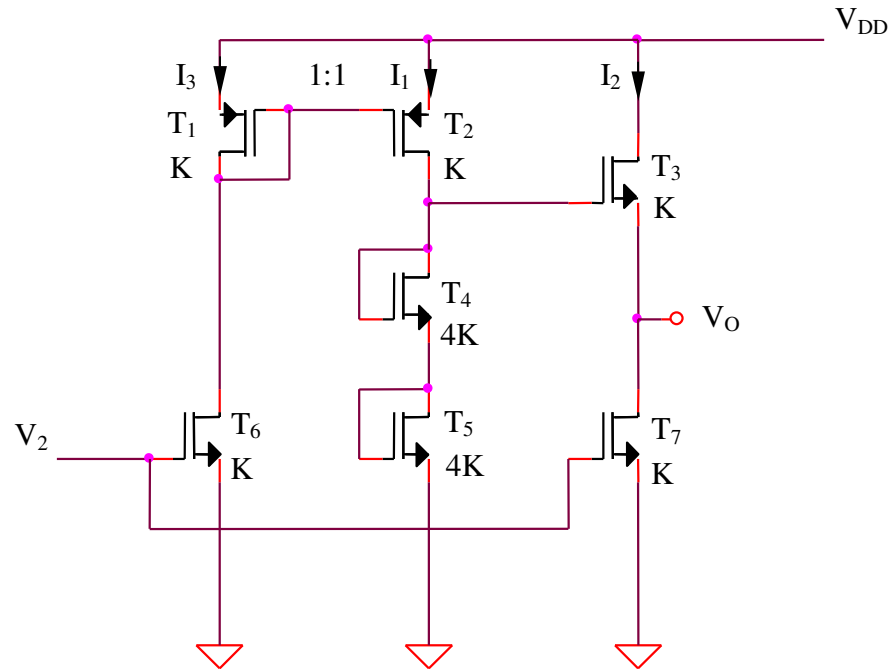 V_DD
I_3 1:1 I_1 I_2
T_1 T_2 T_3
K K K
T_4
4K
V_O
V_2 T_6 T_5 T_7
K 4K K